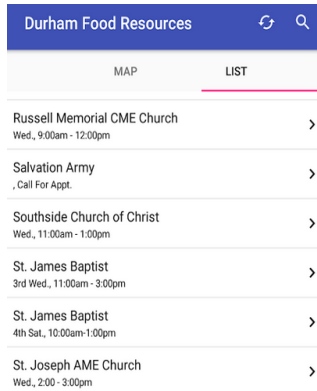 Durham Food Resources
MAP LIST
Russell Memorial CME Church
Wed., 9:00am - 12:00pm
Salvation Army
, Call For Appt.
Southside Church of Christ
Wed., 11:00am - 1:00pm
St. James Baptist
3rd Wed., 11:00am - 3:00pm
St. James Baptist
4th Sat., 10:00am-1:00pm
St. Joseph AME Church
Wed., 2:00 - 3:00pm